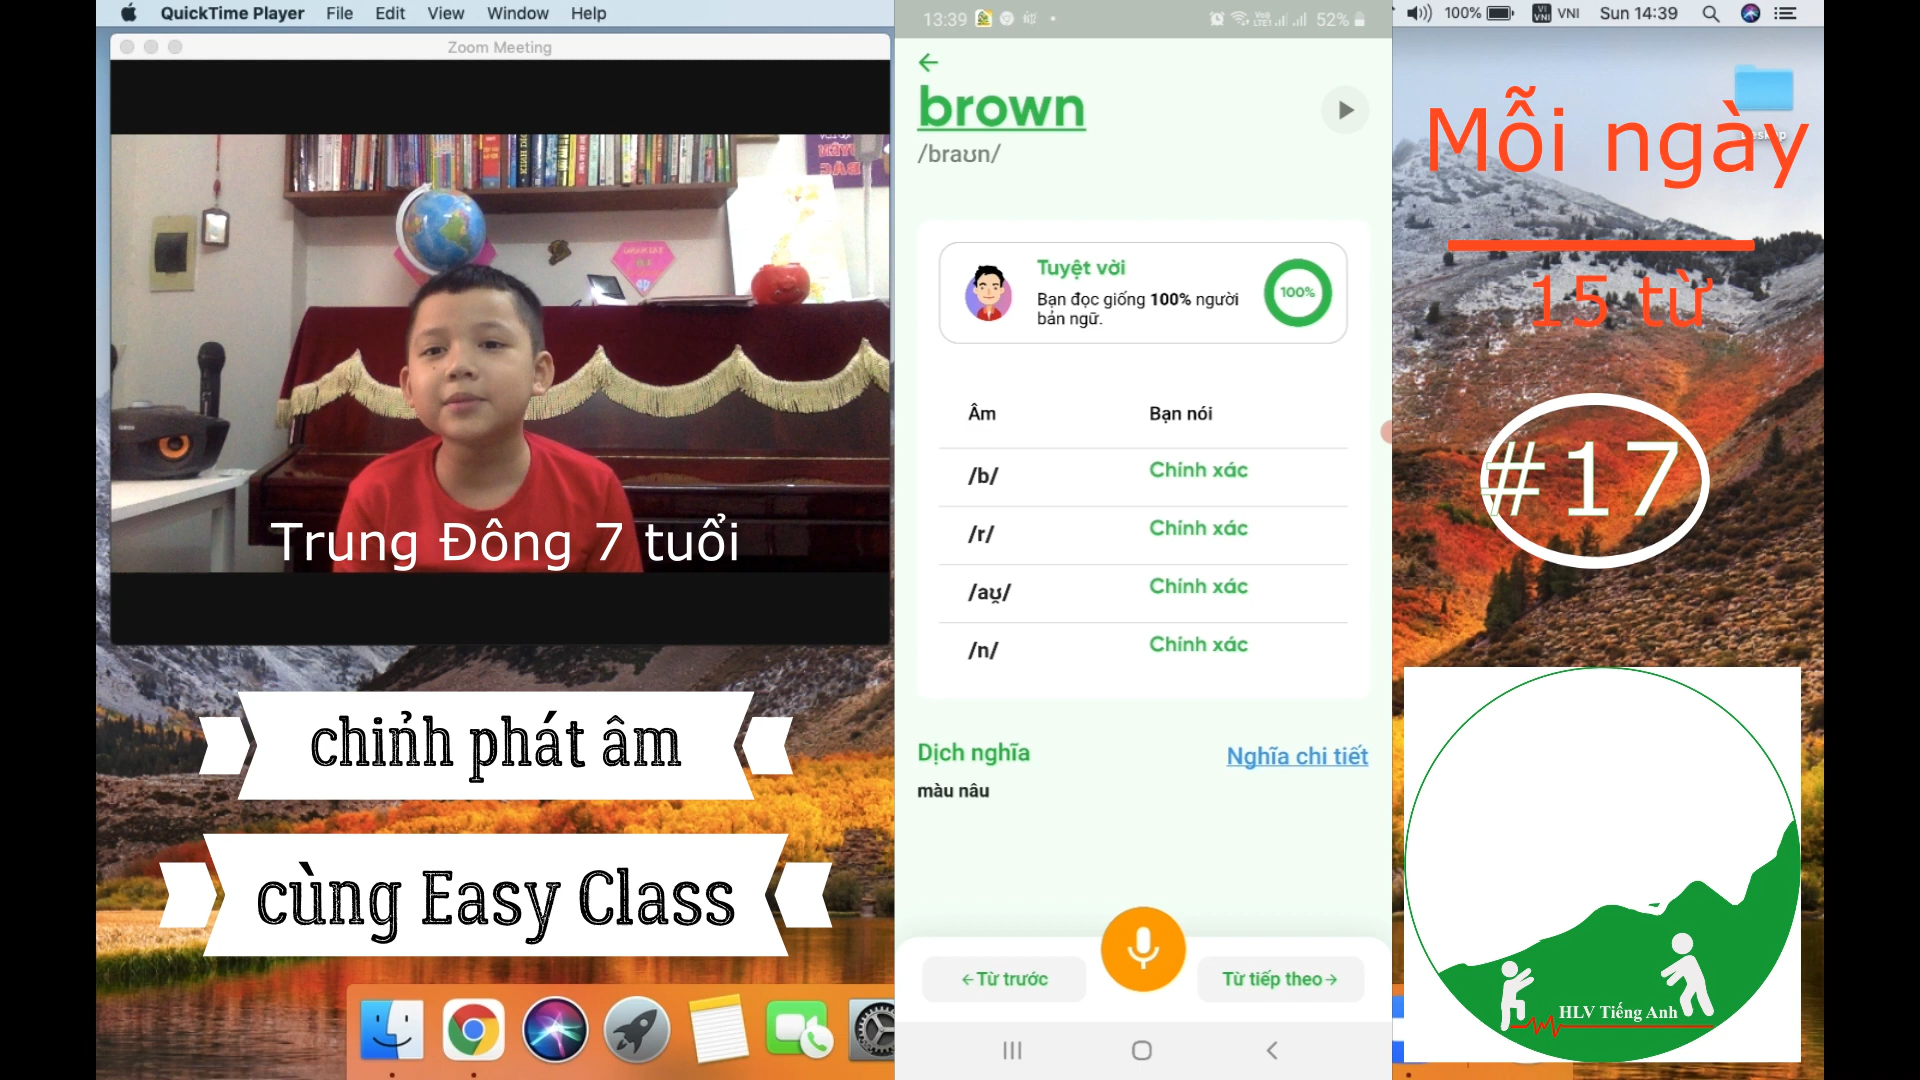 QuickTime Player File Edit View Window Help
Zoom Meeting
Trung Đông 7 tuổi
chỉnh phát âm
cùng Easy Class
13:39
52%
brown
/braʊn/
Tuyệt vời
Bạn đọc giống 100% người
bản ngữ.
100%
Âm Bạn nói
/b/ Chính xác
/r/ Chính xác
/aʊ̯/ Chính xác
/n/ Chính xác
Dịch nghĩa Nghĩa chi tiết
màu nâu
←Từ trước Từ tiếp theo→
100% VNI Sun 14:39
Mỗi ngày
15 từ
#17
HLV Tiếng Anh